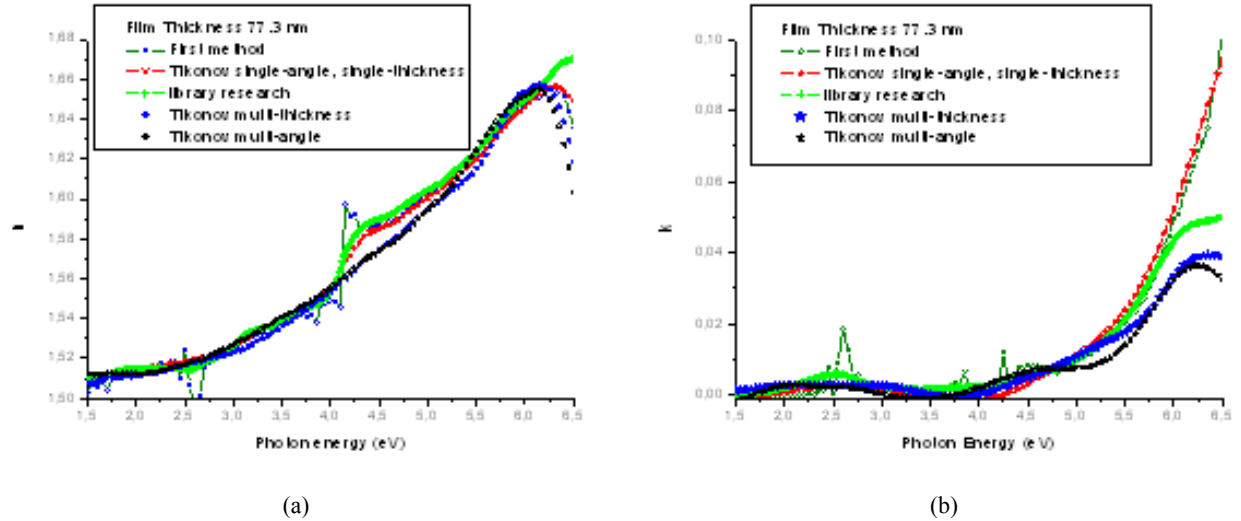 Film Thickness 77.3 nm
First method
Tikonov single-angle, single-thickness
library research
Tikonov multi-thickness
Tikonov multi-angle
1,68
1,66
1,64
1,62
1,60
1,58
1,56
1,54
1,52
1,50
n
1,5 2,0 2,5 3,0 3,5 4,0 4,5 5,0 5,5 6,0 6,5
Photon energy (eV)
(a)
Film Thickness 77.3 nm
First method
Tikonov single-angle, single-thickness
library research
Tikonov multi-thickness
Tikonov multi-angle
0,10
0,08
0,06
0,04
0,02
0,00
k
1,5 2,0 2,5 3,0 3,5 4,0 4,5 5,0 5,5 6,0 6,5
Photon Energy (eV)
(b)